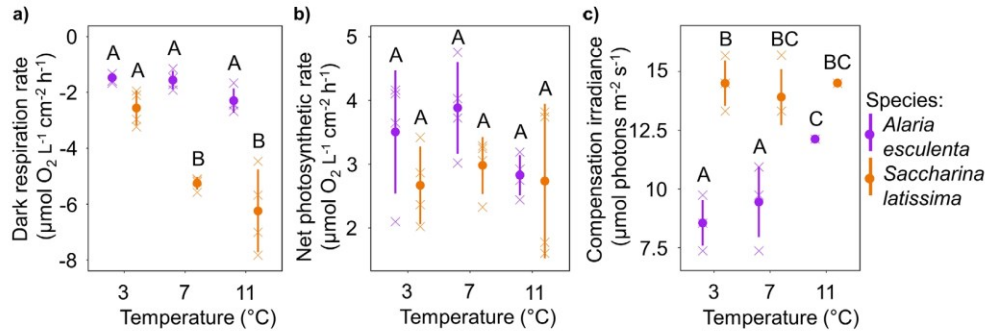 a)
Dark respiration rate
(μmol O₂ L⁻¹ cm⁻² h⁻¹)
0
-2
-4
-6
-8
A
A
A
B
A
B
3
7
11
Temperature (°C)
b)
Net photosynthetic rate
(μmol O₂ L⁻¹ cm⁻² h⁻¹)
5
4
3
2
A
A
A
A
A
A
3
7
11
Temperature (°C)
c)
Compensation irradiance
(μmol photons m⁻² s⁻¹)
15
12.5
10
7.5
A
B
A
BC
C
BC
3
7
11
Temperature (°C)
Species:
Alaria
esculenta
Saccharina
latissima